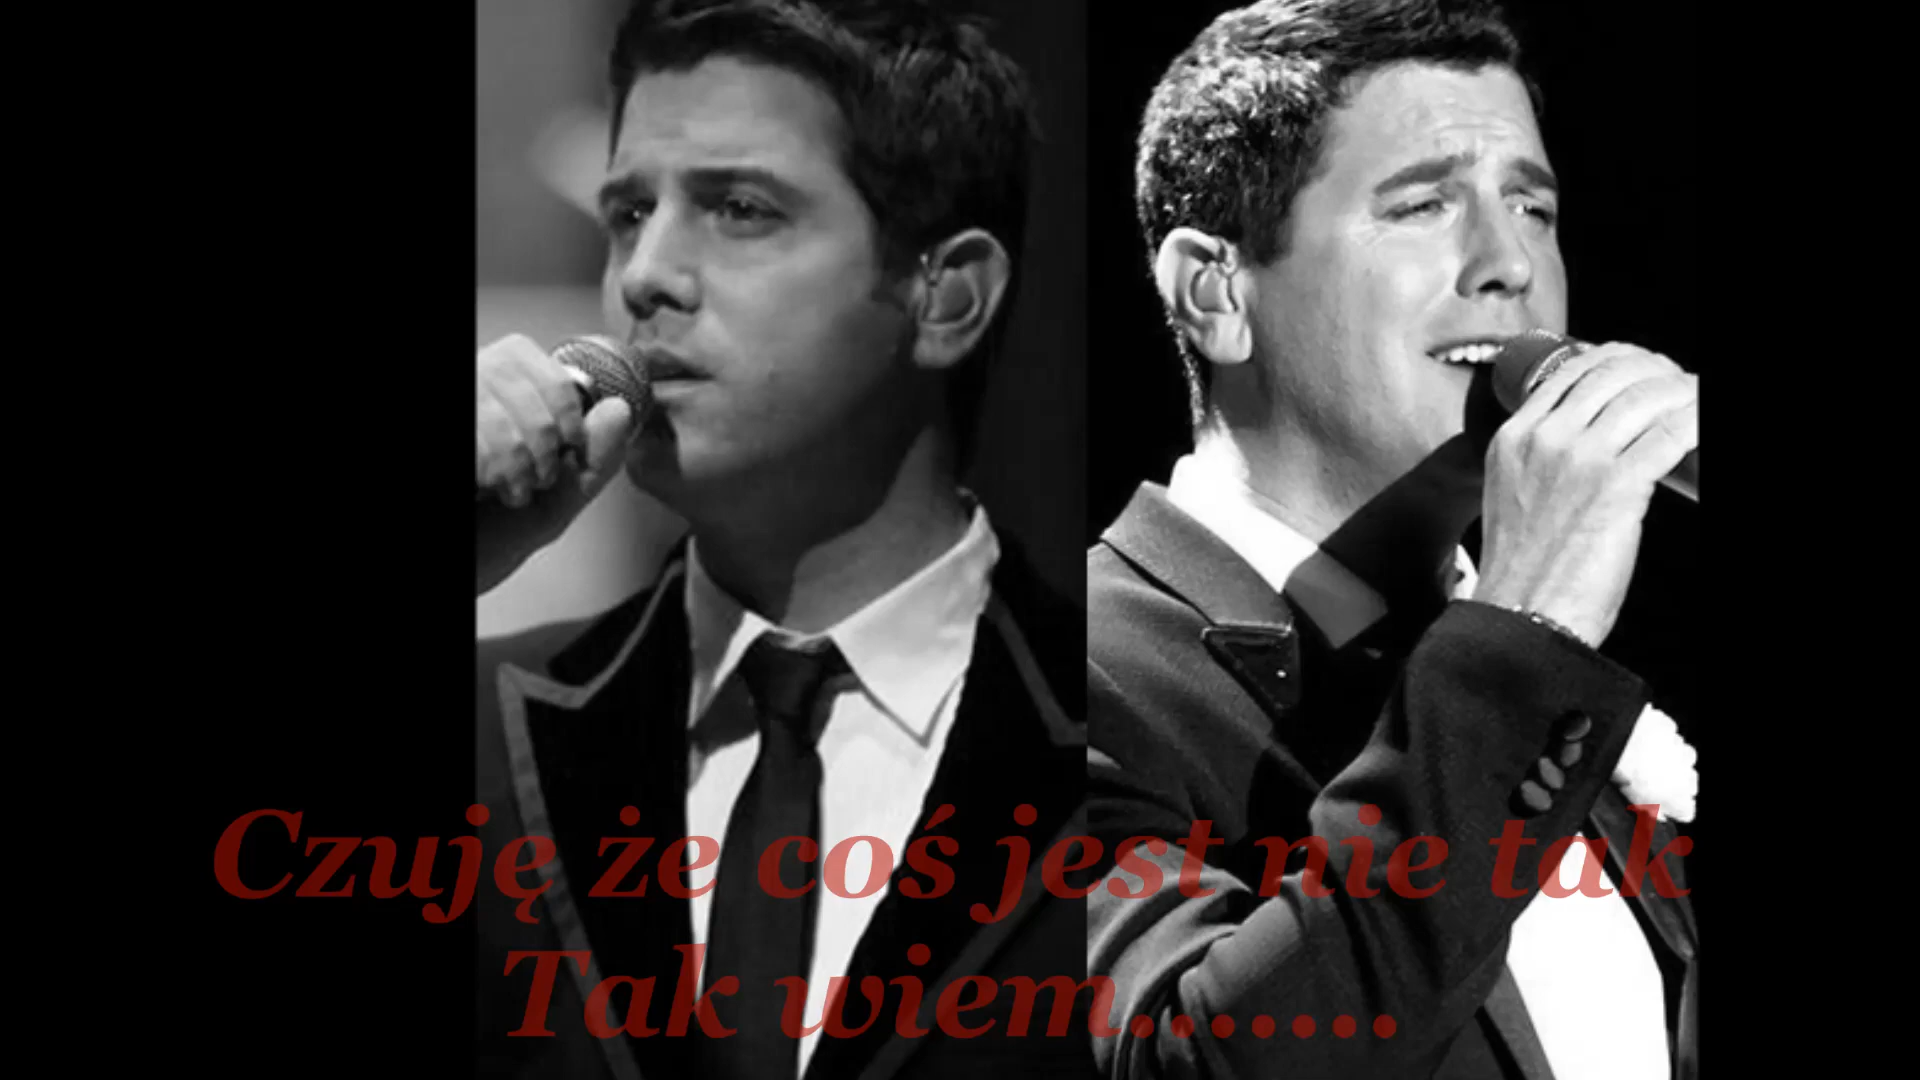 Czuję że coś jest nie tak
Tak wiem.......